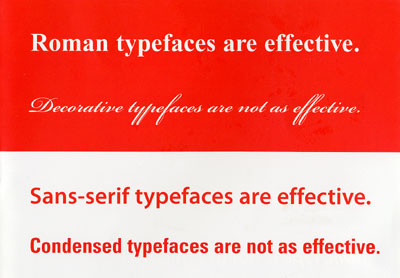 Roman typefaces are effective.
Decorative typefaces are not as effective.
Sans-serif typefaces are effective.
Condensed typefaces are not as effective.